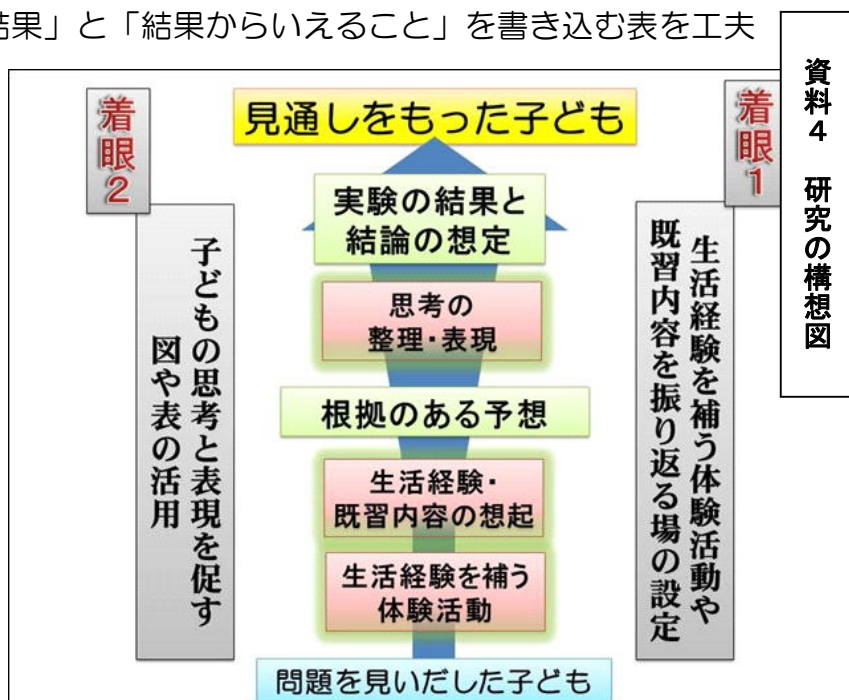 結果」と「結果からいえること」を書き込む表を工夫
資料４　研究の構想図
着眼１
生活経験を補う体験活動や
既習内容を振り返る場の設定
見通しをもった子ども
実験の結果と
結論の想定
思考の
整理・表現
根拠のある予想
生活経験・
既習内容の想起
生活経験を補う
体験活動
問題を見いだした子ども
着眼２
子どもの思考と表現を促す
図や表の活用